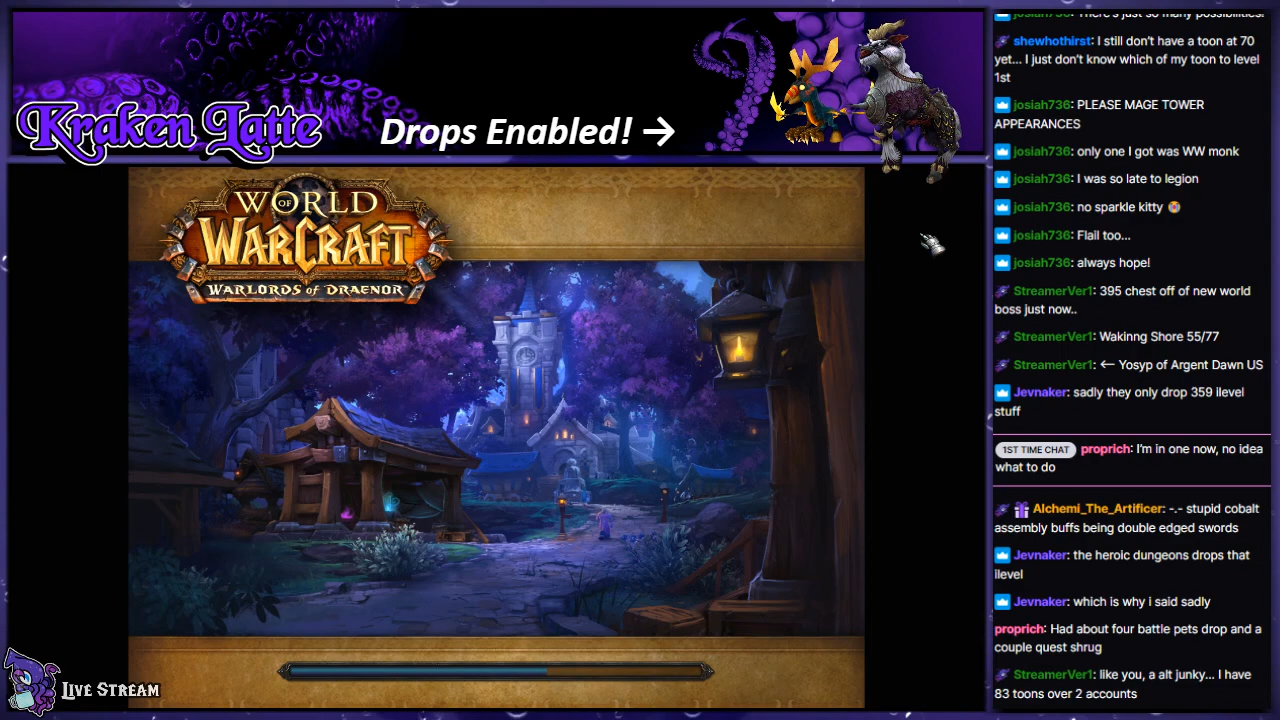 Kraken Latte
Drops Enabled! →
WORLD
OF
WARCRAFT
WARLORDS OF DRAENOR
LIVE STREAM
josiah736: There's just so many possibilities!
shewhothirst: I still don't have a toon at 70
yet... I just don't know which of my toon to level
1st
josiah736: PLEASE MAGE TOWER
APPEARANCES
josiah736: only one I got was WW monk
josiah736: I was so late to legion
josiah736: no sparkle kitty
josiah736: Flail too...
josiah736: always hope!
StreamerVer1: 395 chest off of new world
boss just now..
StreamerVer1: Wakinng Shore 55/77
StreamerVer1: <-- Yosyp of Argent Dawn US
Jevnaker: sadly they only drop 359 ilevel
stuff
1ST TIME CHAT proprich: I'm in one now, no idea
what to do
Alchemi_The_Artificer: -.- stupid cobalt
assembly buffs being double edged swords
Jevnaker: the heroic dungeons drops that
ilevel
Jevnaker: which is why i said sadly
proprich: Had about four battle pets drop and a
couple quest shrug
StreamerVer1: like you, a alt junky... I have
83 toons over 2 accounts